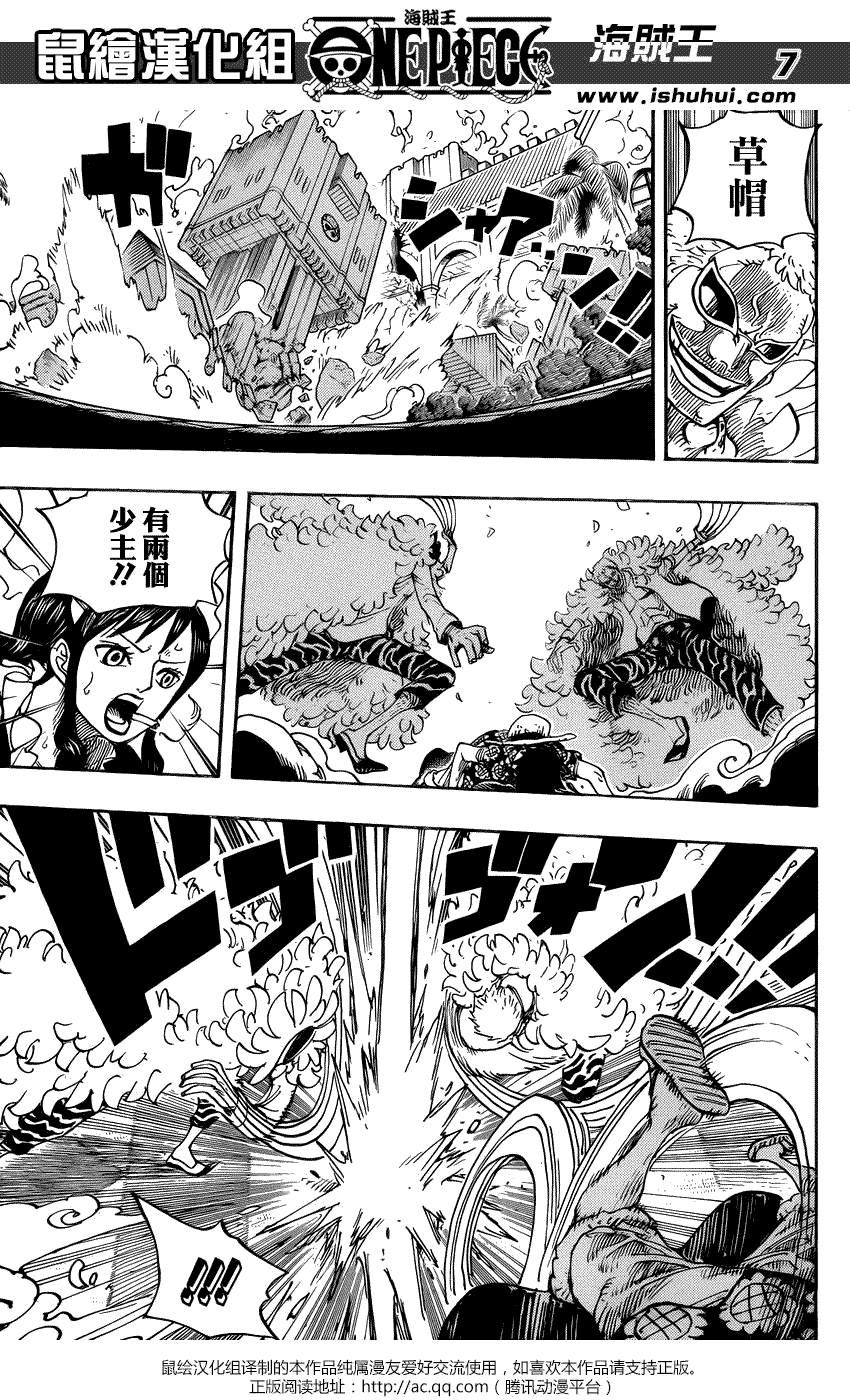 鼠繪漢化組
海賊王
ONE PIECE
海賊王
7
www.ishuhui.com
草帽
ガシャアン!!
有兩個
少主!!
ドゴォ!!!
!!!
鼠绘汉化组译制的本作品纯属漫友爱好交流使用，如喜欢本作品请支持正版。
正版阅读地址：http://ac.qq.com（腾讯动漫平台）